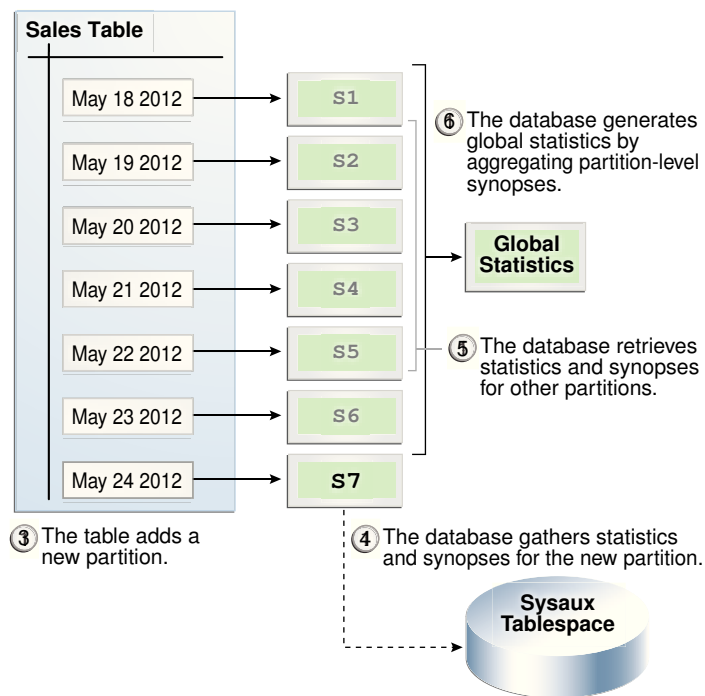 Sales Table
May 18 2012
S1
May 19 2012
S2
May 20 2012
S3
May 21 2012
S4
May 22 2012
S5
May 23 2012
S6
May 24 2012
S7
6 The database generates
global statistics by
aggregating partition-level
synopses.
Global
Statistics
5 The database retrieves
statistics and synopses
for other partitions.
3 The table adds a
new partition.
4 The database gathers statistics
and synopses for the new partition.
Sysaux
Tablespace